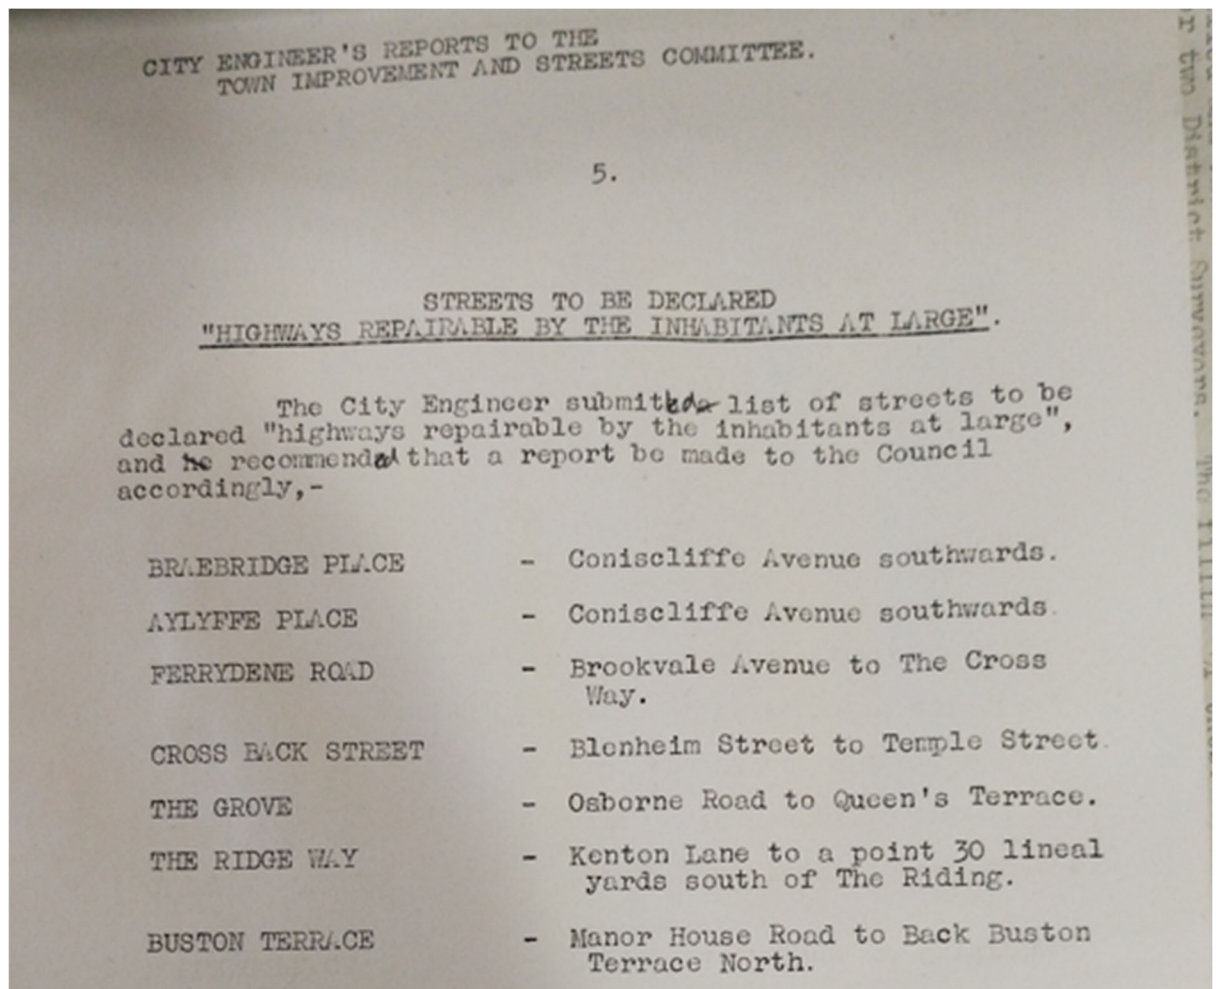 CITY ENGINEER'S REPORTS TO THE
TOWN IMPROVEMENT AND STREETS COMMITTEE.
5.
STREETS TO BE DECLARED
"HIGHWAYS REPAIRABLE BY THE INHABITANTS AT LARGE".
The City Engineer submitted a list of streets to be
declared "highways repairable by the inhabitants at large",
and he recommended that a report be made to the Council
accordingly,-
BRAEBRIDGE PLACE - Coniscliffe Avenue southwards.
AYLYFFE PLACE - Coniscliffe Avenue southwards.
FERRYDENE ROAD - Brookvale Avenue to The Cross
Way.
CROSS BACK STREET - Blenheim Street to Temple Street.
THE GROVE - Osborne Road to Queen's Terrace.
THE RIDGE WAY - Kenton Lane to a point 30 lineal
yards south of The Riding.
BUSTON TERRACE - Manor House Road to Back Buston
Terrace North.
or two District Surveyors. The